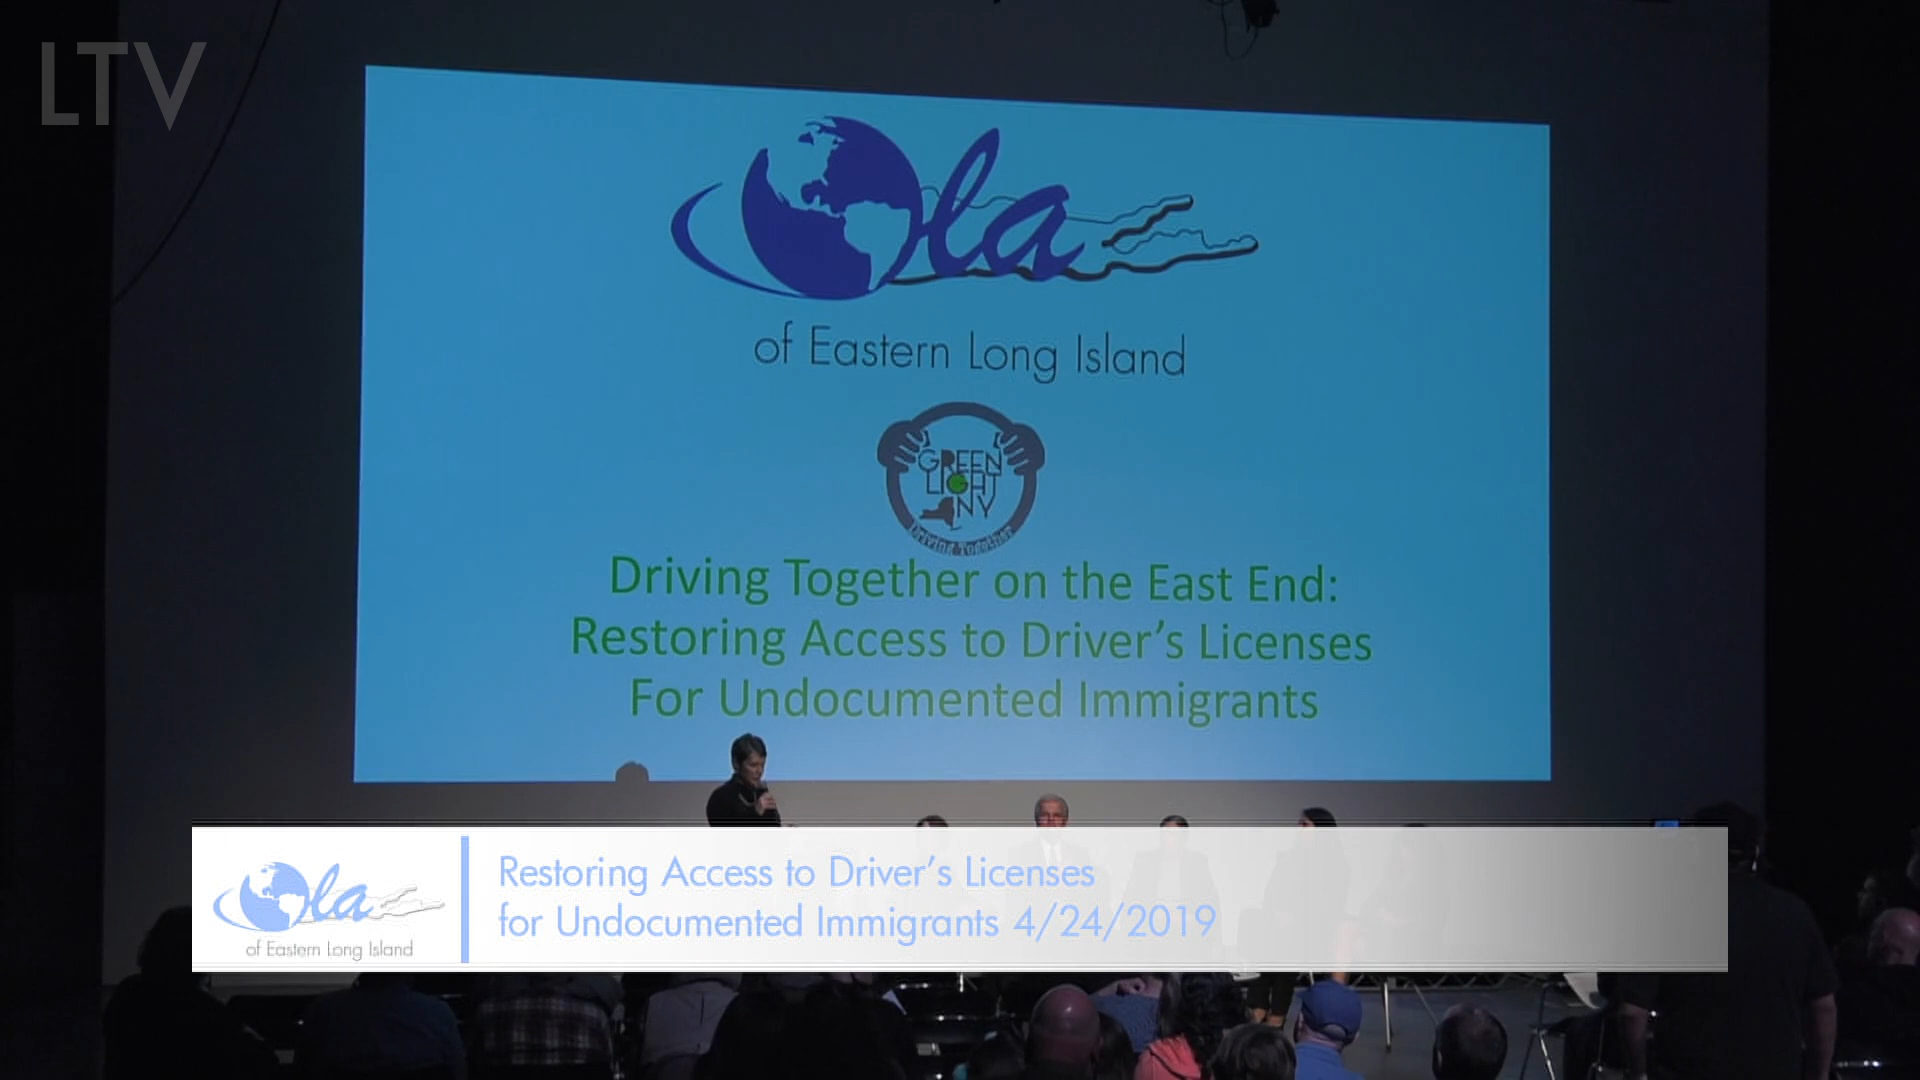 LTV
Ola
of Eastern Long Island
GREEN
LIGHT
NY
Driving Together
Driving Together on the East End:
Restoring Access to Driver's Licenses
For Undocumented Immigrants
Ola
of Eastern Long Island
Restoring Access to Driver's Licenses
for Undocumented Immigrants 4/24/2019